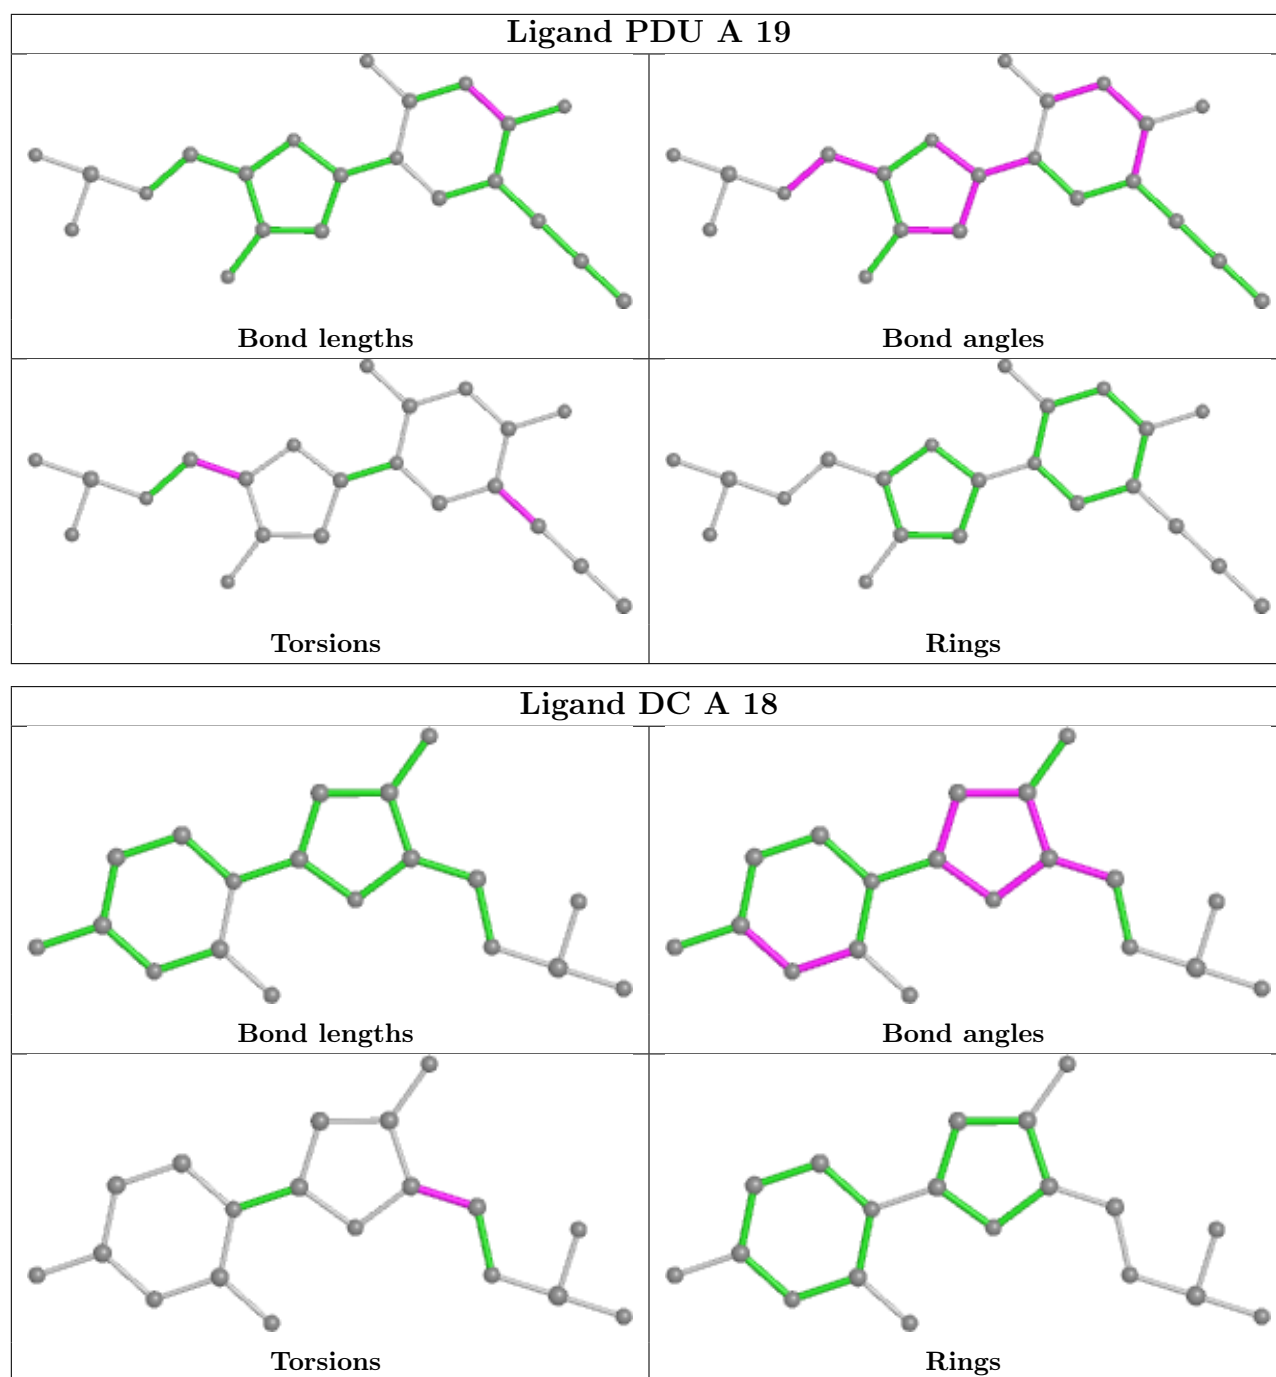 Ligand PDU A 19
Bond lengths
Bond angles
Torsions
Rings
Ligand DC A 18
Bond lengths
Bond angles
Torsions
Rings